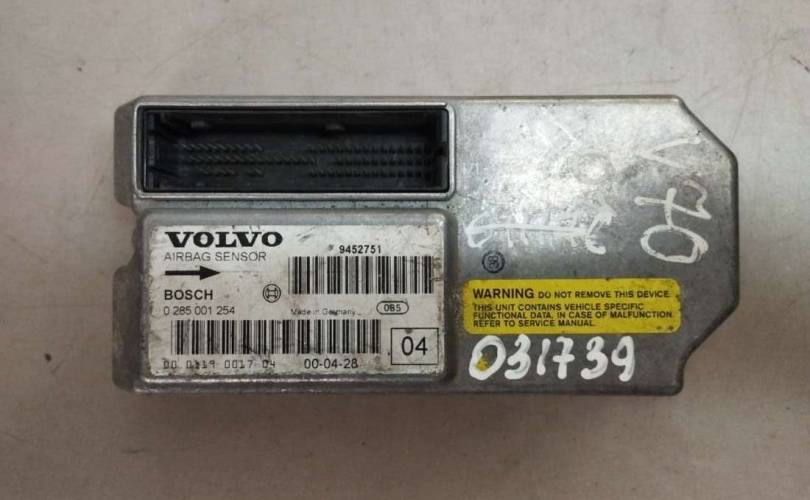 VOLVO
AIRBAG SENSOR
9452751
BOSCH
0 285 001 254
Made in Germany
0B5
04
00 0119 0017 04 00-04-28
V70
WARNING DO NOT REMOVE THIS DEVICE.
THIS UNIT CONTAINS VEHICLE SPECIFIC
FUNCTIONAL DATA. IN CASE OF MALFUNCTION
REFER TO SERVICE MANUAL.
031739